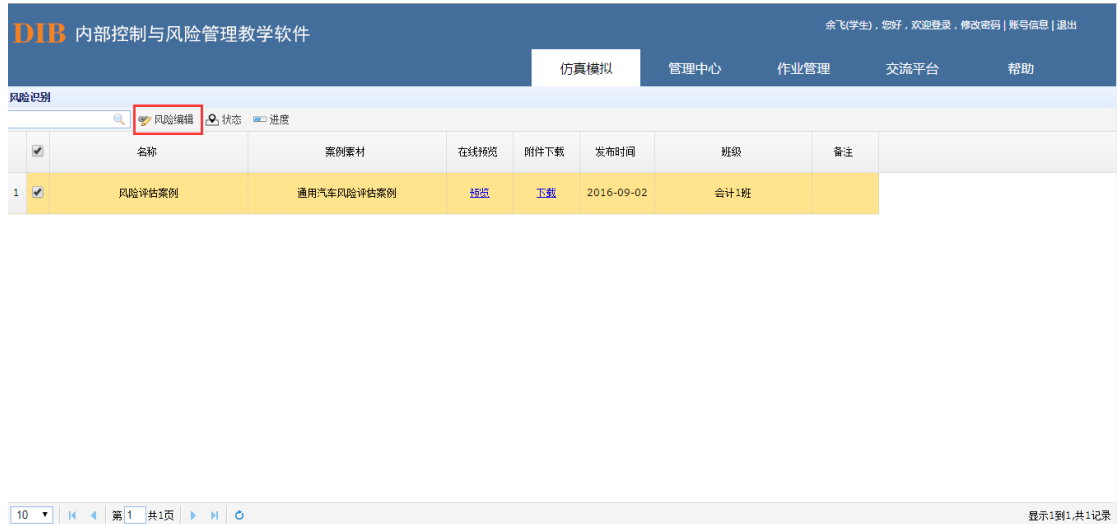 DIB 内部控制与风险管理教学软件
余飞(学生)，您好，欢迎登录，修改密码 | 账号信息 | 退出
仿真模拟 管理中心 作业管理 交流平台 帮助
风险识别
风险编辑 状态 进度
名称 案例素材 在线预览 附件下载 发布时间 班级 备注
1 风险评估案例 通用汽车风险评估案例 预览 下载 2016-09-02 会计1班
10 第 1 共1页 显示1到1,共1记录